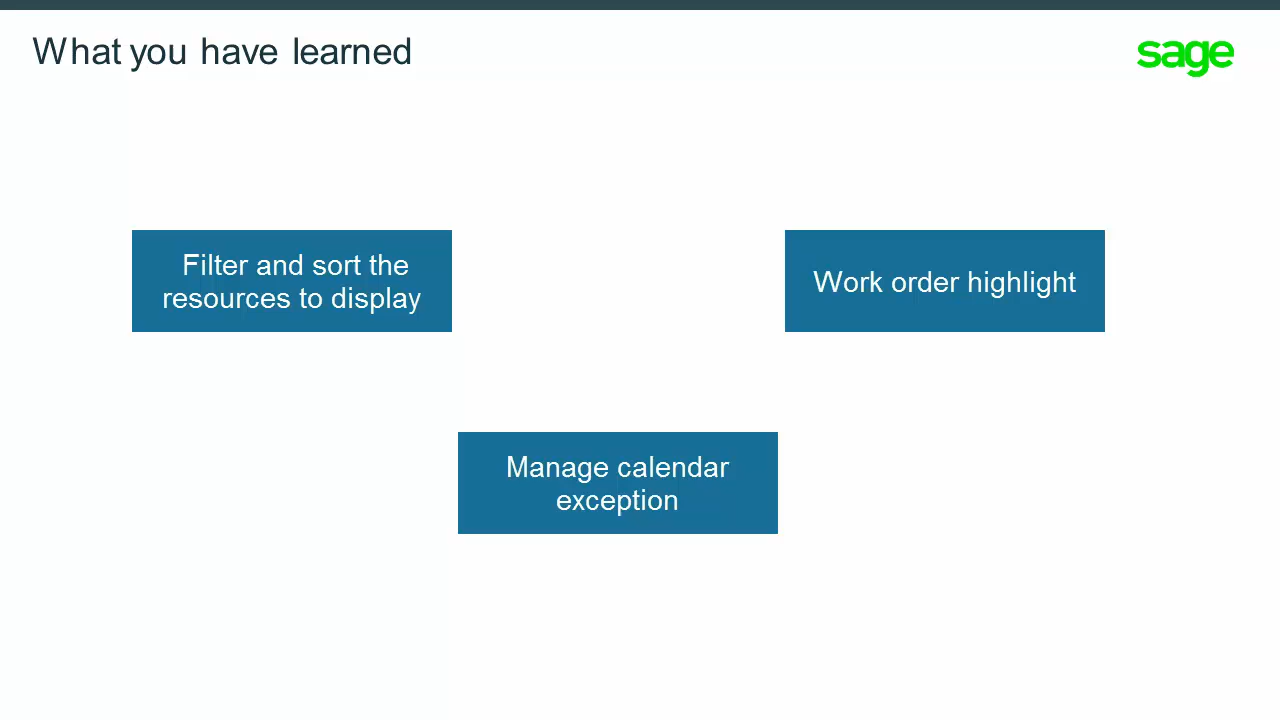 What you have learned
sage
Filter and sort the
resources to display
Work order highlight
Manage calendar
exception